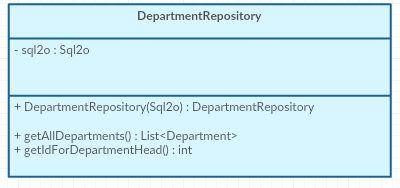 DepartmentRepository
- sql2o : Sql2o
+ DepartmentRepository(Sql2o) : DepartmentRepository
+ getAllDepartments() : List<Department>
+ getIdForDepartmentHead() : int